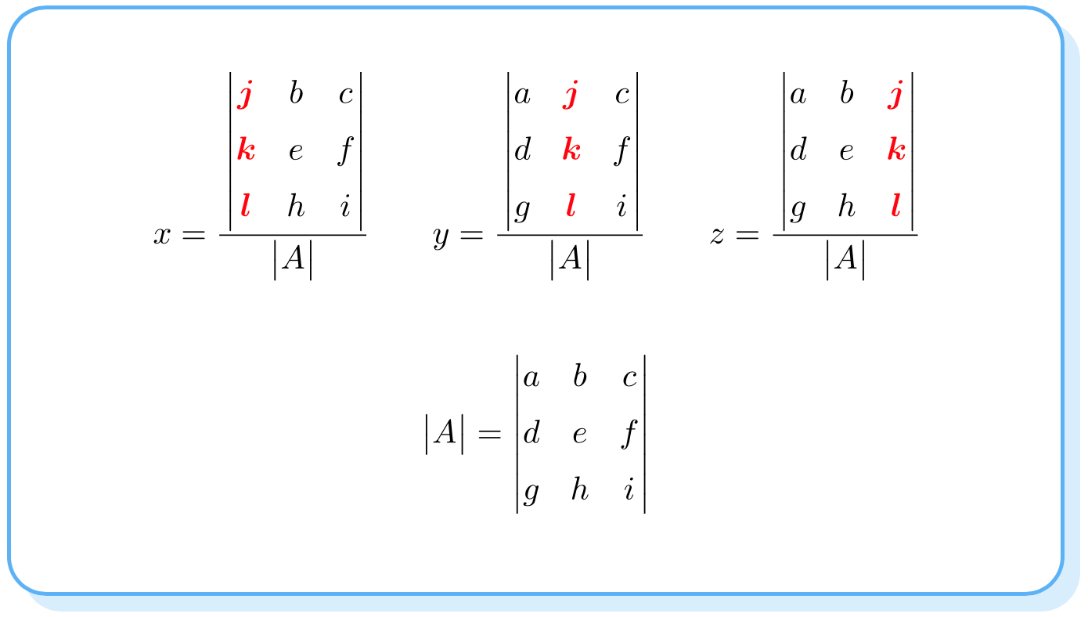 x = |j b c; k e f; l h i| / |A|  y = |a j c; d k f; g l i| / |A|  z = |a b j; d e k; g h l| / |A|
|A| = |a b c; d e f; g h i|